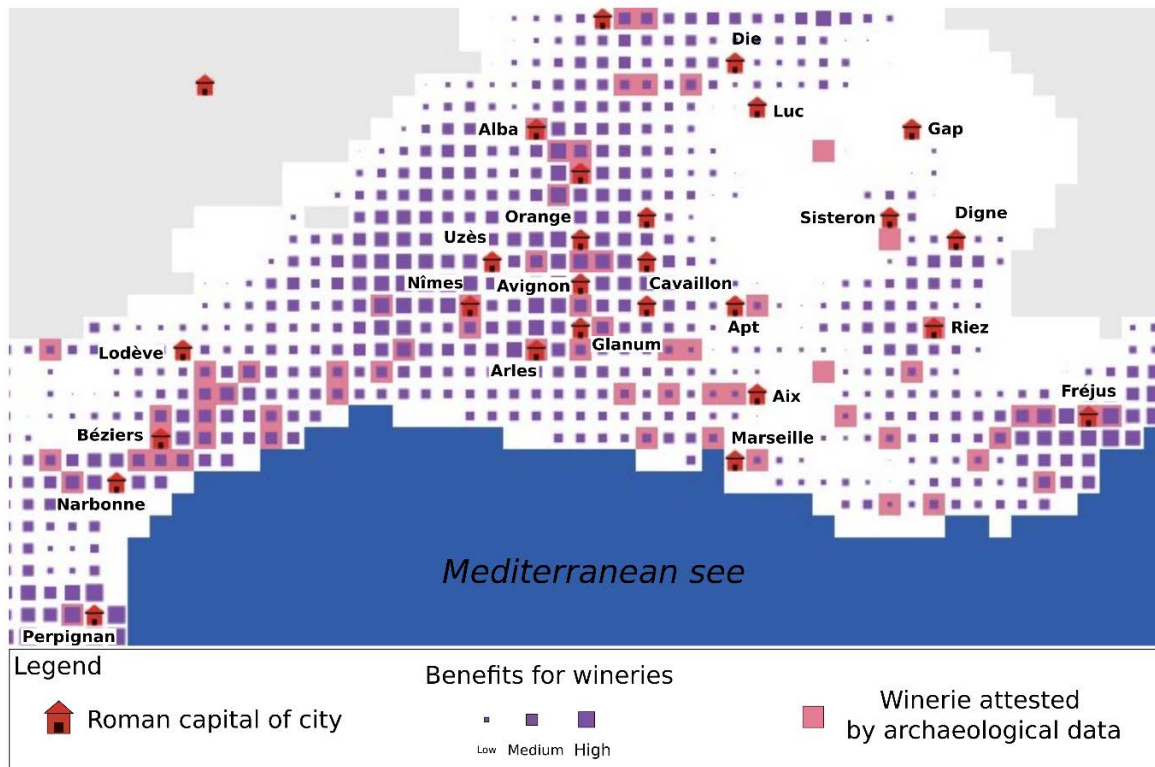 Die
Luc
Alba
Gap
Orange
Sisteron
Digne
Uzès
Nîmes
Avignon
Cavaillon
Apt
Riez
Lodève
Glanum
Arles
Aix
Fréjus
Béziers
Marseille
Narbonne
Mediterranean see
Perpignan
Legend
Roman capital of city
Benefits for wineries
Low Medium High
Winerie attested
by archaeological data